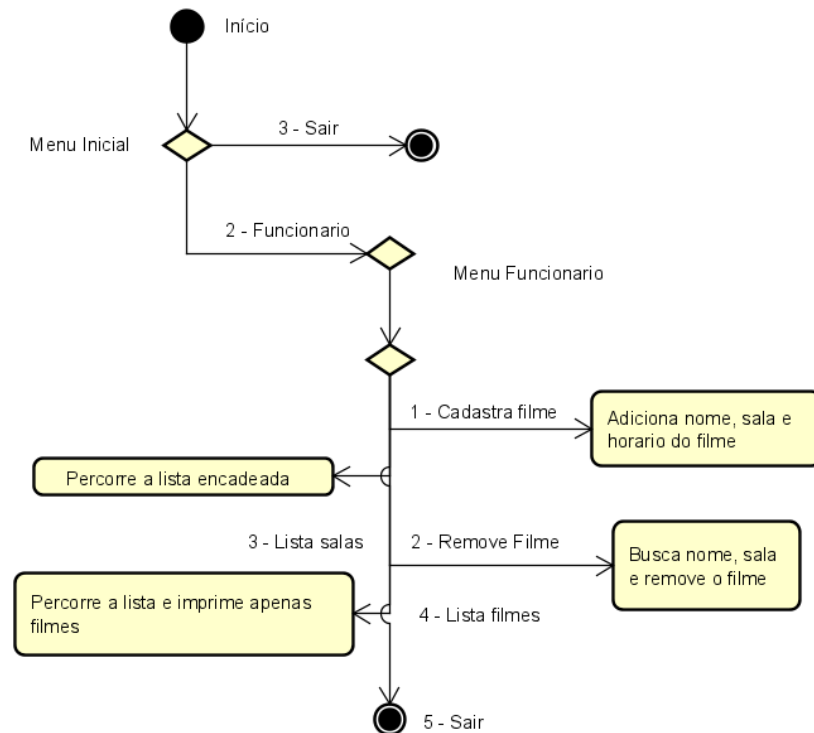 Início
3 - Sair
Menu Inicial
2 - Funcionario
Menu Funcionario
1 - Cadastra filme
Adiciona nome, sala e
horario do filme
Percorre a lista encadeada
3 - Lista salas
2 - Remove Filme
Busca nome, sala
e remove o filme
Percorre a lista e imprime apenas
filmes
4 - Lista filmes
5 - Sair